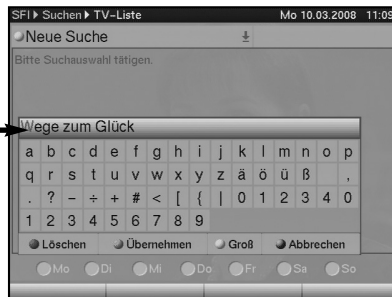 SFI▶ Suchen▶ TV-Liste Mo 10.03.2008 11:09
Neue Suche
Bitte Suchauswahl tätigen.
Wege zum Glück
a b c d e f g h i j k l m n o p
q r s t u v w x y z ä ö ü ß ,
. ? - ÷ + # < [ { | 0 1 2 3 4 0
1 2 3 4 5 6 7 8 9
Löschen Übernehmen Groß Abbrechen
Mo Di Mi Do Fr Sa So